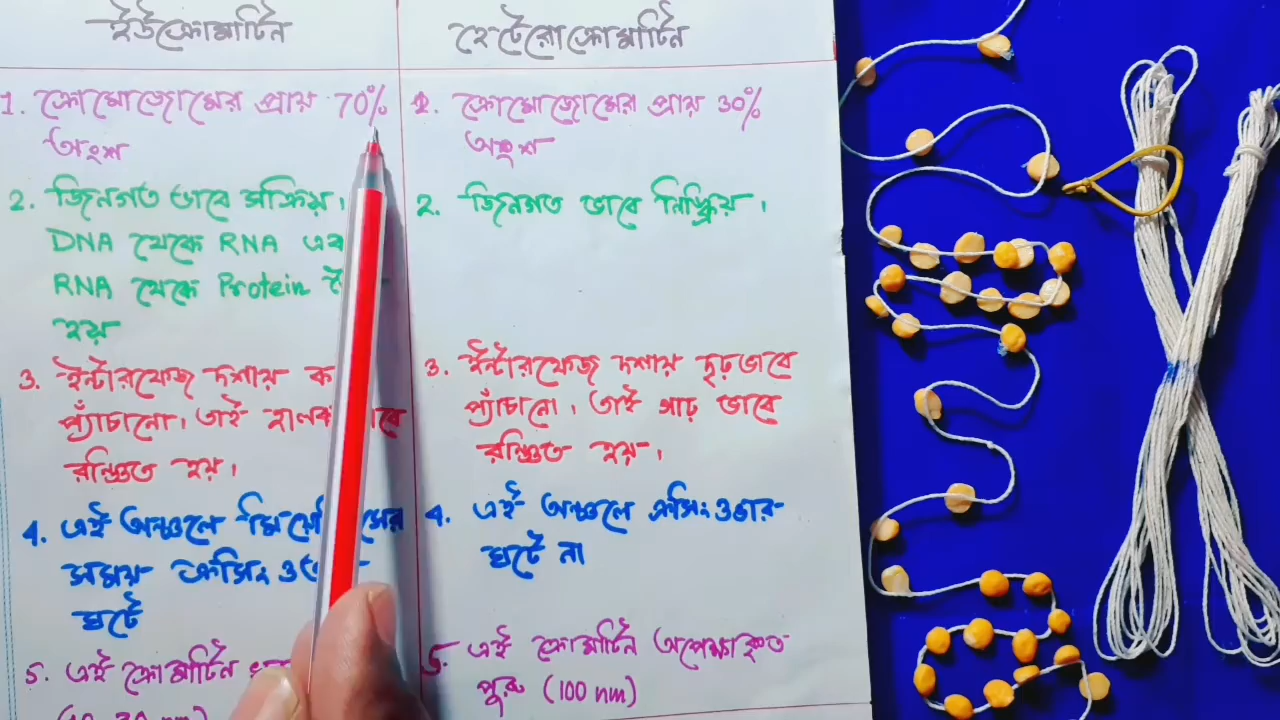 ইউক্রোমাটিন
হেটেরোক্রোমাটিন
1. ক্রোমোজোমের প্রায় 70%
অংশ
2. জিনগত ভাবে সক্রিয়।
DNA থেকে RNA এবং
RNA থেকে Protein
হয়
3. ইন্টারফেজ দশায়
প্যাঁচানো। তাই হালকা ভাবে
রঞ্জিত হয়।
4. এই অঞ্চলে মিয়োসিসের
সময় ক্রসিং ওভার
ঘটে
5. এই ক্রোমাটিন
1. ক্রোমোজোমের প্রায় 30%
অংশ
2. জিনগত ভাবে নিষ্ক্রিয়।
3. ইন্টারফেজ দশায় দৃঢ়ভাবে
প্যাঁচানো। তাই গাঢ় ভাবে
রঞ্জিত হয়।
4. এই অঞ্চলে ক্রসিং ওভার
ঘটে না
5. এই ক্রোমাটিন অপেক্ষাকৃত
পুরু (100 nm)